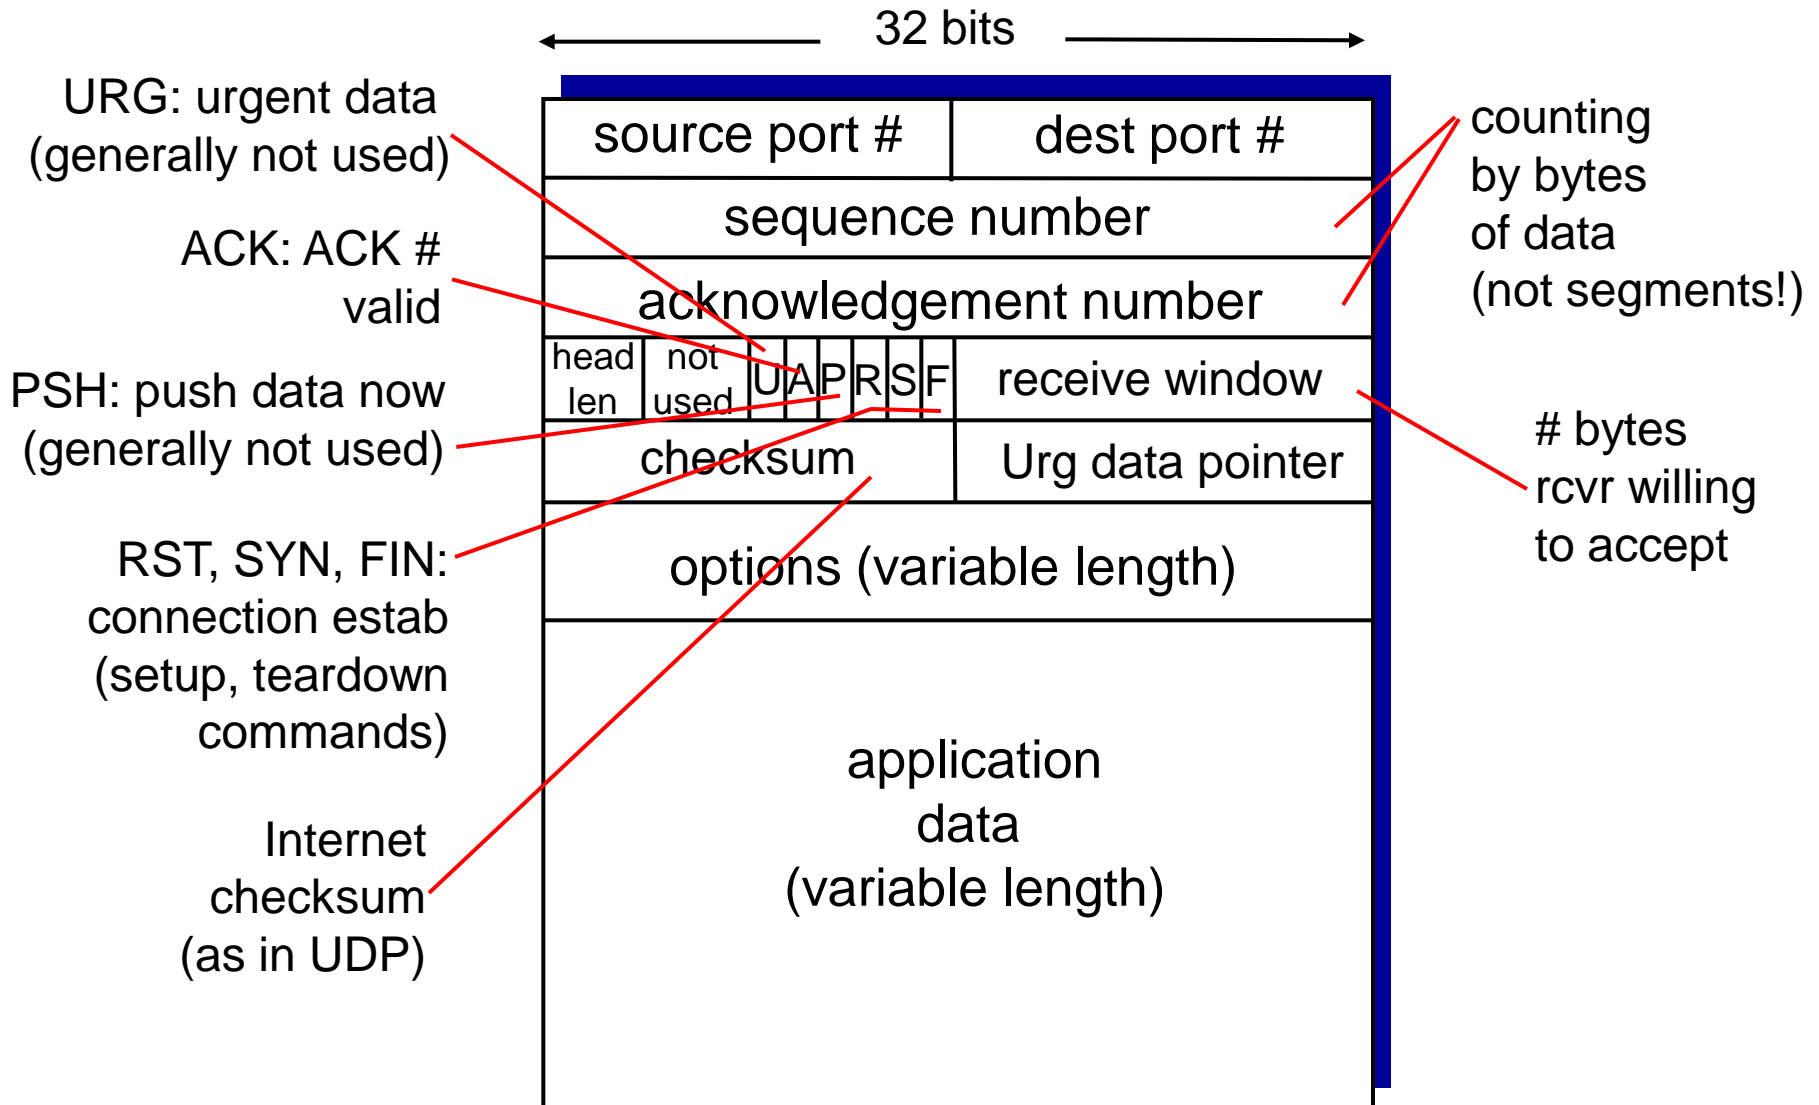 32 bits
URG: urgent data
(generally not used)
ACK: ACK #
valid
PSH: push data now
(generally not used)
RST, SYN, FIN:
connection estab
(setup, teardown
commands)
Internet
checksum
(as in UDP)
source port #
dest port #
sequence number
acknowledgement number
head
len
not
used
U A P R S F
receive window
checksum
Urg data pointer
options (variable length)
application
data
(variable length)
counting
by bytes
of data
(not segments!)
# bytes
rcvr willing
to accept